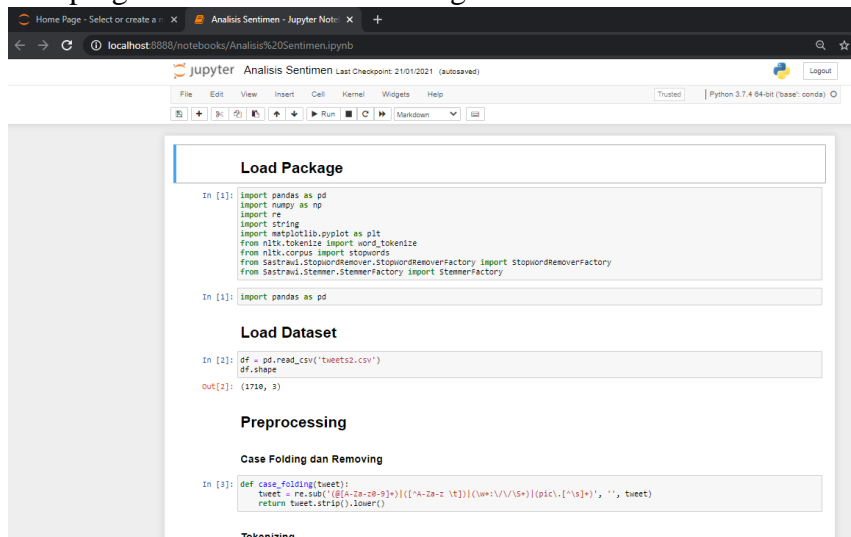 Home Page - Select or create a n
Analisis Sentimen - Jupyter Note
localhost:8888/notebooks/Analisis%20Sentimen.ipynb
jupyter Analisis Sentimen Last Checkpoint: 21/01/2021 (autosaved)
Logout
File Edit View Insert Cell Kernel Widgets Help
Trusted
Python 3.7.4 64-bit ('base': conda)
Run
Markdown
Load Package
In [1]: import pandas as pd
import numpy as np
import re
import string
import matplotlib.pyplot as plt
from nltk.tokenize import word_tokenize
from nltk.corpus import stopwords
from Sastrawi.StopWordRemover.StopWordRemoverFactory import StopWordRemoverFactory
from Sastrawi.Stemmer.StemmerFactory import StemmerFactory
In [1]: import pandas as pd
Load Dataset
In [2]: df = pd.read_csv('tweets2.csv')
df.shape
Out[2]: (1710, 3)
Preprocessing
Case Folding dan Removing
In [3]: def case_folding(tweet):
tweet = re.sub('(@[A-Za-z0-9]+)|([^A-Za-z \t])|(\w+:\/\/\S+)|(pic\.[^\s]+)', '', tweet)
return tweet.strip().lower()
Tokenizing